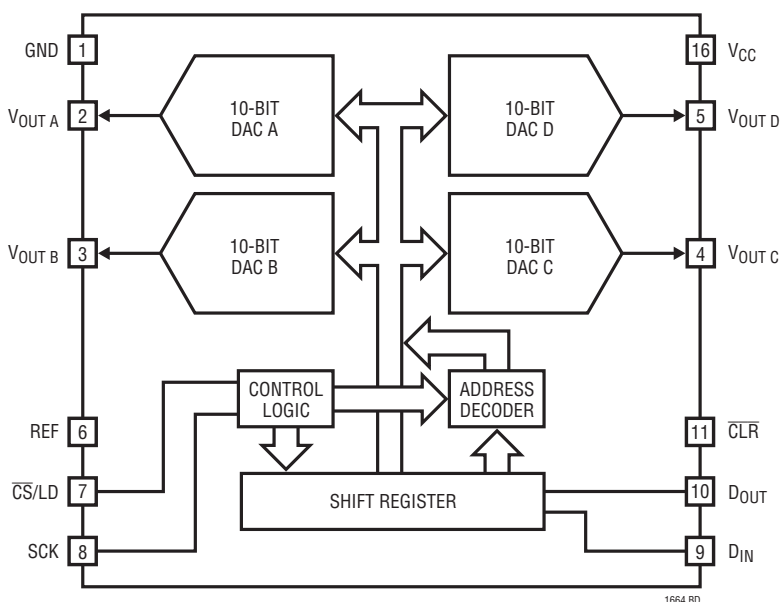 GND 1
16 VCC
VOUT A 2
10-BIT
DAC A
10-BIT
DAC D
5 VOUT D
VOUT B 3
10-BIT
DAC B
10-BIT
DAC C
4 VOUT C
CONTROL
LOGIC
ADDRESS
DECODER
REF 6
11 C̅L̅R̅
C̅S̅/LD 7
SHIFT REGISTER
10 DOUT
SCK 8
9 DIN
1664 BD